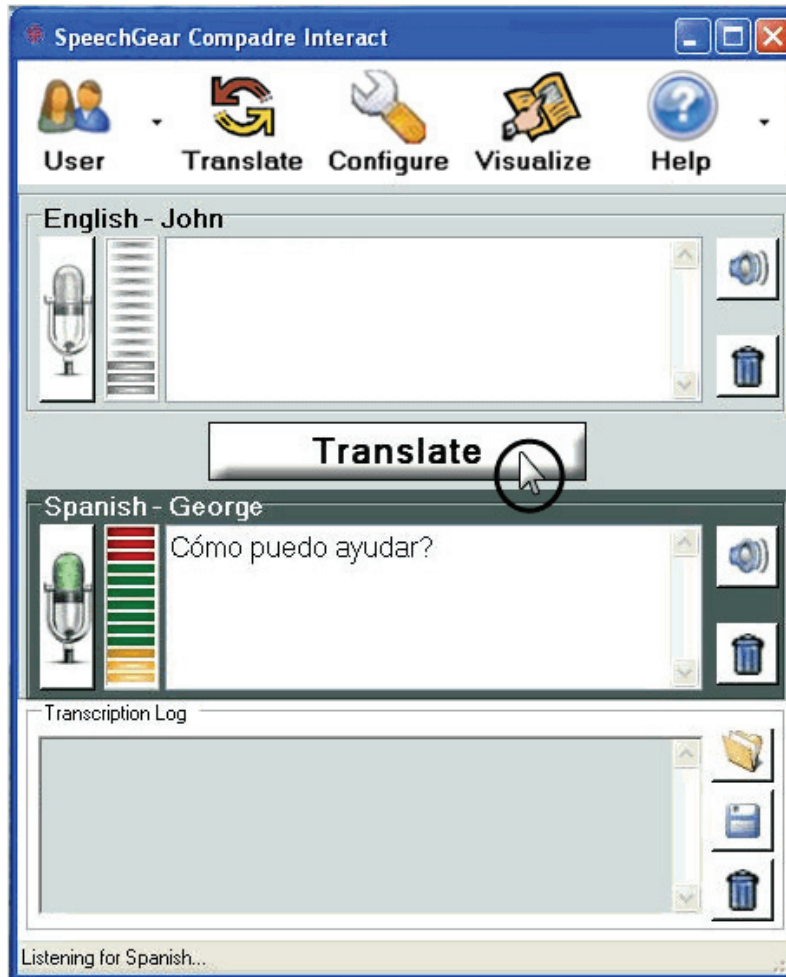 SpeechGear Compadre Interact
User Translate Configure Visualize Help
English - John
Translate
Spanish - George
Cómo puedo ayudar?
Transcription Log
Listening for Spanish...